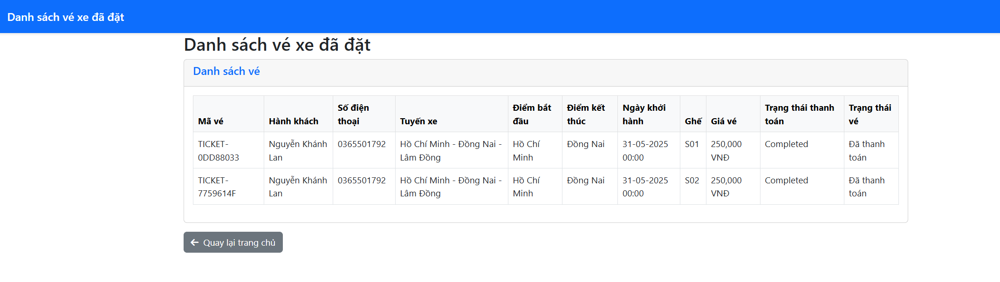 Danh sách vé xe đã đặt
Danh sách vé xe đã đặt
Danh sách vé
Mã vé
Hành khách
Số điện
thoại
Tuyến xe
Điểm bắt
đầu
Điểm kết
thúc
Ngày khởi
hành
Ghế
Giá vé
Trạng thái thanh
toán
Trạng thái
vé
TICKET-
0DD88033
Nguyễn Khánh
Lan
0365501792
Hồ Chí Minh - Đồng Nai -
Lâm Đồng
Hồ Chí
Minh
Đồng Nai
31-05-2025
00:00
S01
250,000
VNĐ
Completed
Đã thanh
toán
TICKET-
7759614F
Nguyễn Khánh
Lan
0365501792
Hồ Chí Minh - Đồng Nai -
Lâm Đồng
Hồ Chí
Minh
Đồng Nai
31-05-2025
00:00
S02
250,000
VNĐ
Completed
Đã thanh
toán
Quay lại trang chủ